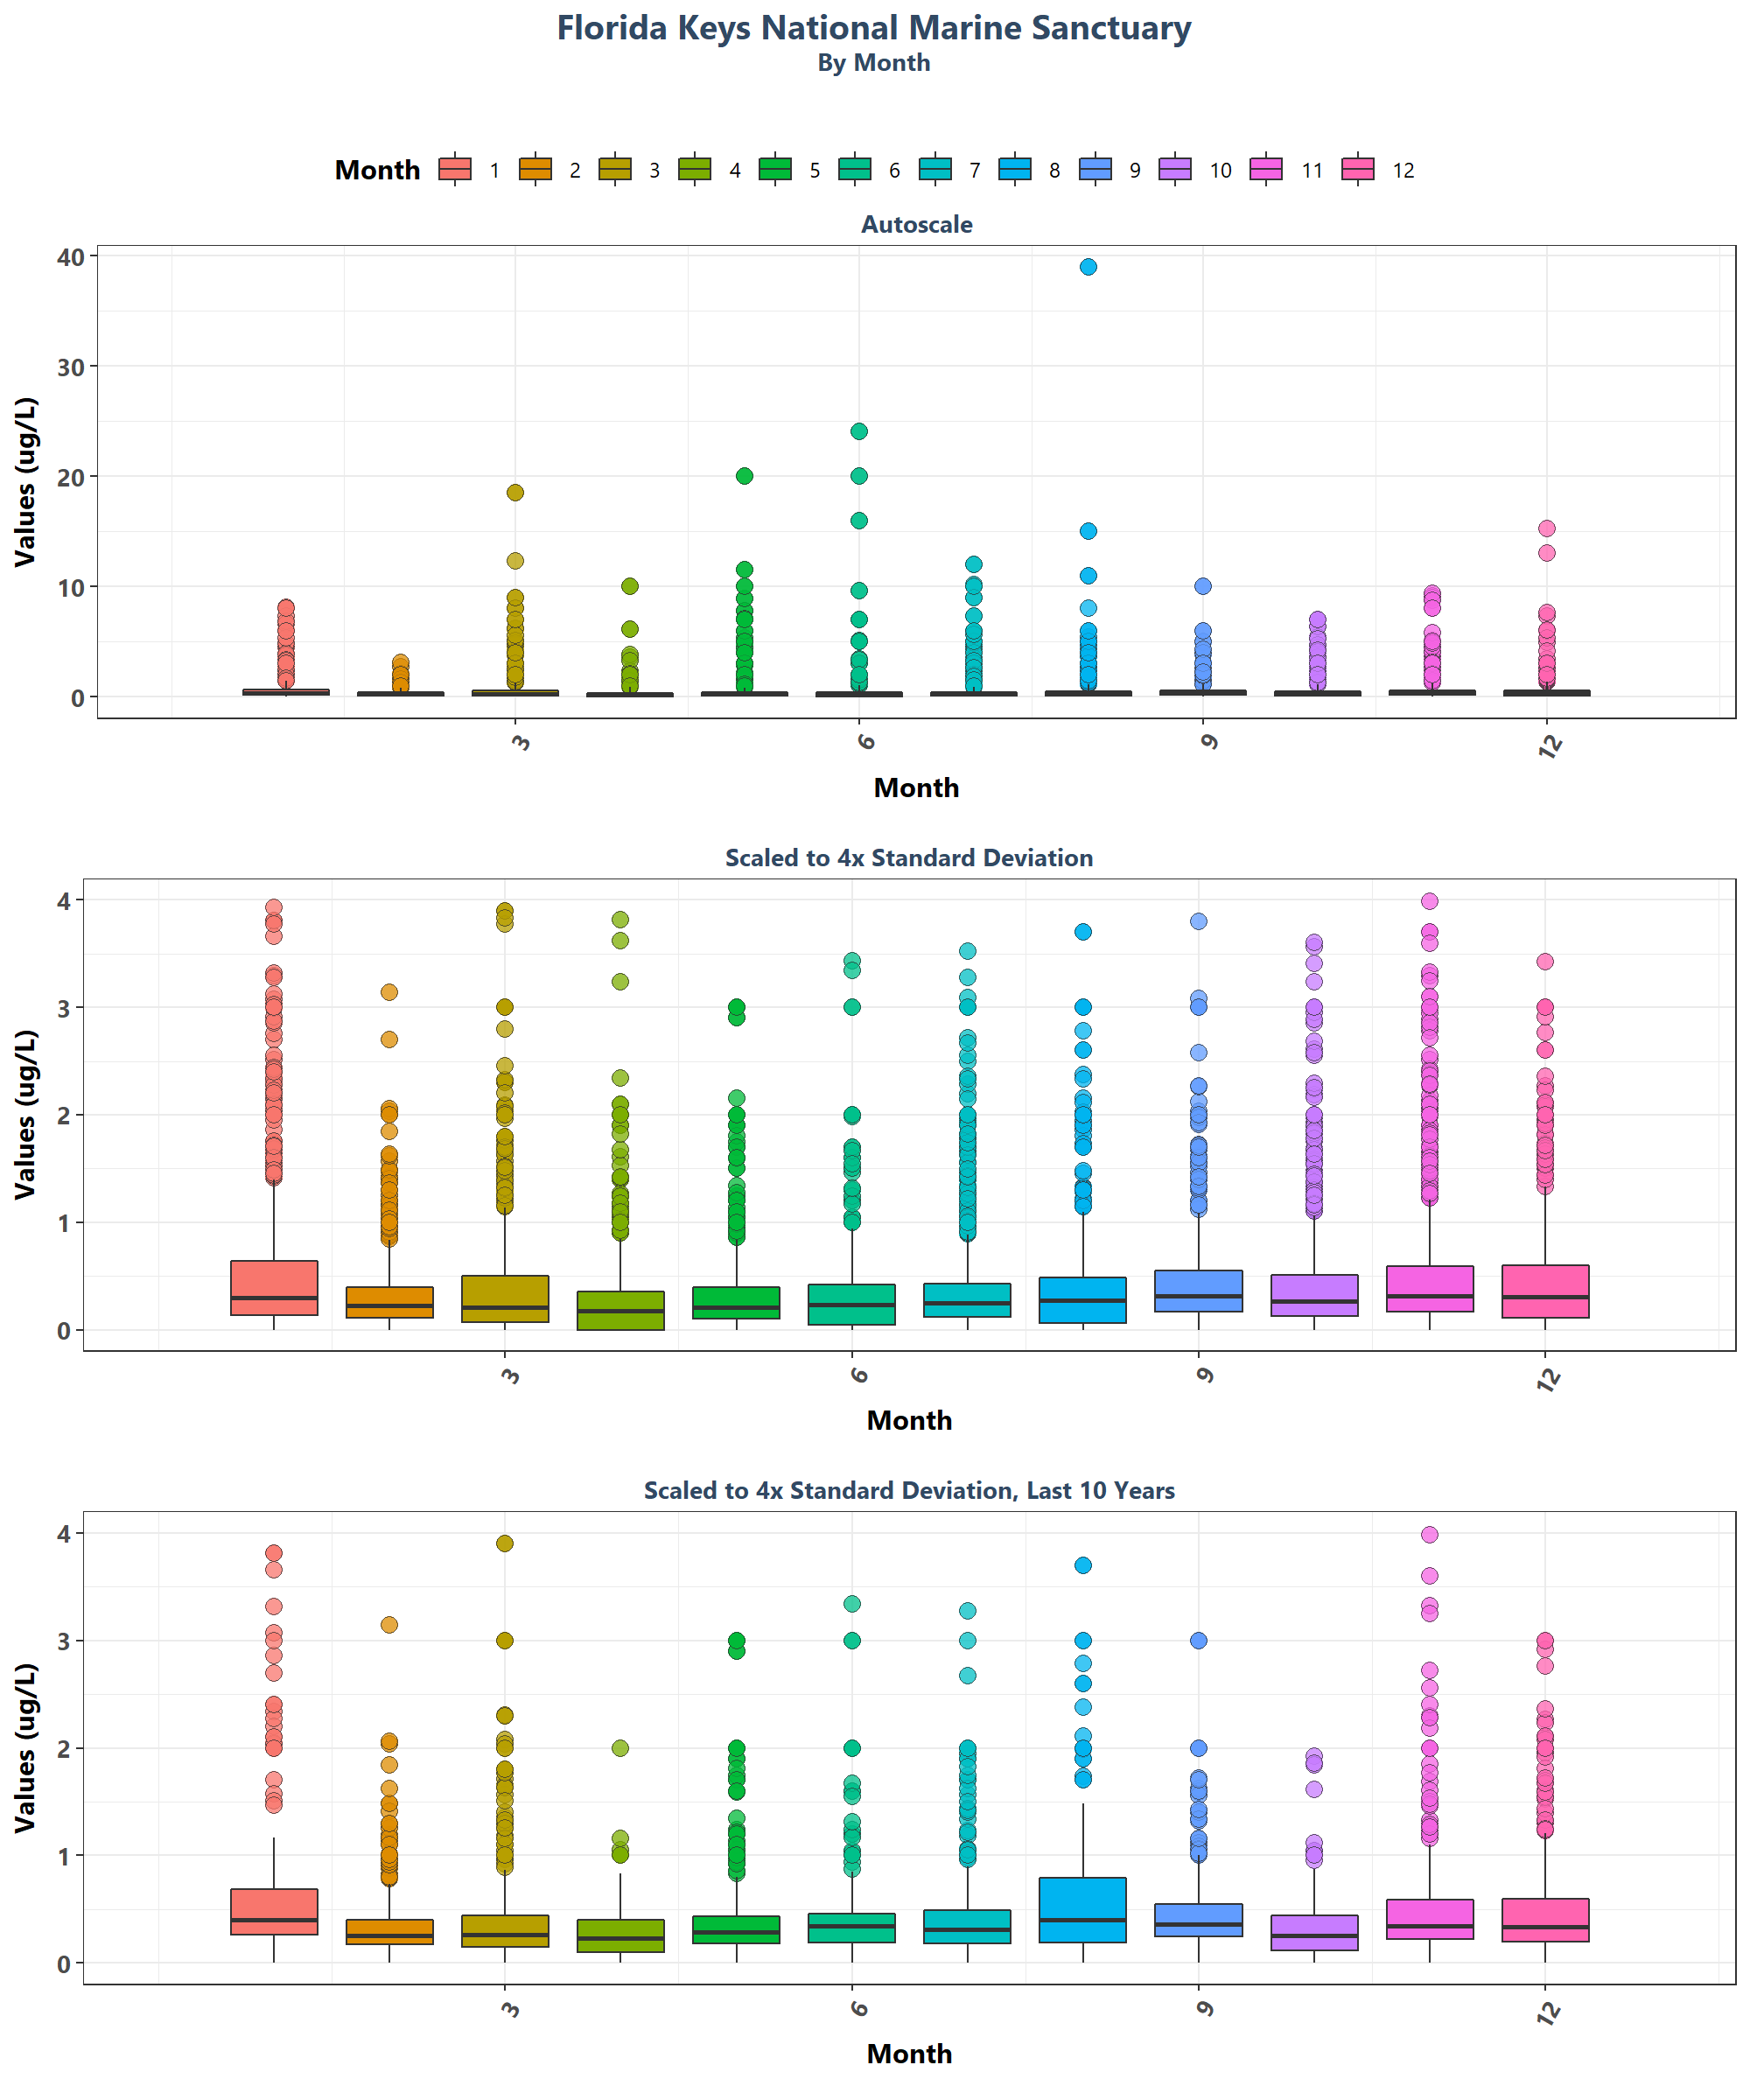 Florida Keys National Marine Sanctuary
By Month
Month 1 2 3 4 5 6 7 8 9 10 11 12
Autoscale
Values (ug/L)
40
30
20
10
0
3 6 9 12
Month
Scaled to 4x Standard Deviation
Values (ug/L)
4
3
2
1
0
3 6 9 12
Month
Scaled to 4x Standard Deviation, Last 10 Years
Values (ug/L)
4
3
2
1
0
3 6 9 12
Month